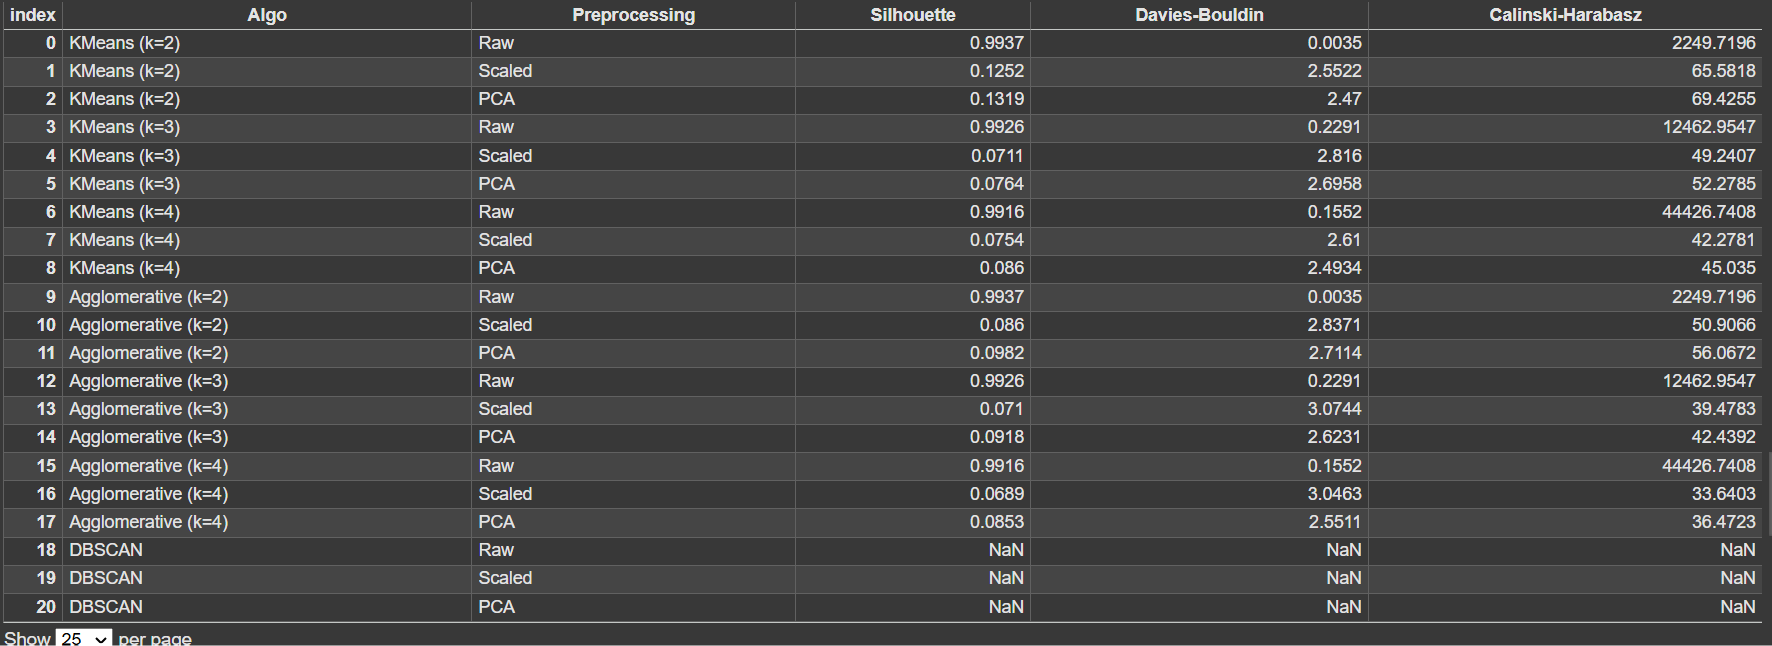 index Algo Preprocessing Silhouette Davies-Bouldin Calinski-Harabasz
0 KMeans (k=2) Raw 0.9937 0.0035 2249.7196
1 KMeans (k=2) Scaled 0.1252 2.5522 65.5818
2 KMeans (k=2) PCA 0.1319 2.47 69.4255
3 KMeans (k=3) Raw 0.9926 0.2291 12462.9547
4 KMeans (k=3) Scaled 0.0711 2.816 49.2407
5 KMeans (k=3) PCA 0.0764 2.6958 52.2785
6 KMeans (k=4) Raw 0.9916 0.1552 44426.7408
7 KMeans (k=4) Scaled 0.0754 2.61 42.2781
8 KMeans (k=4) PCA 0.086 2.4934 45.035
9 Agglomerative (k=2) Raw 0.9937 0.0035 2249.7196
10 Agglomerative (k=2) Scaled 0.086 2.8371 50.9066
11 Agglomerative (k=2) PCA 0.0982 2.7114 56.0672
12 Agglomerative (k=3) Raw 0.9926 0.2291 12462.9547
13 Agglomerative (k=3) Scaled 0.071 3.0744 39.4783
14 Agglomerative (k=3) PCA 0.0918 2.6231 42.4392
15 Agglomerative (k=4) Raw 0.9916 0.1552 44426.7408
16 Agglomerative (k=4) Scaled 0.0689 3.0463 33.6403
17 Agglomerative (k=4) PCA 0.0853 2.5511 36.4723
18 DBSCAN Raw NaN NaN NaN
19 DBSCAN Scaled NaN NaN NaN
20 DBSCAN PCA NaN NaN NaN
Show 25 per page